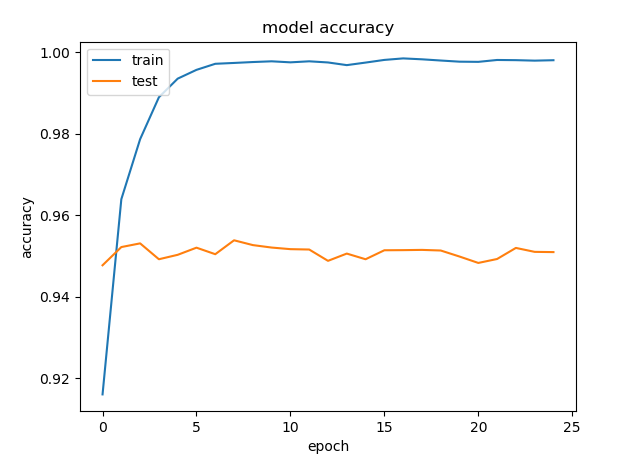 model accuracy
train
test
accuracy
1.00
0.98
0.96
0.94
0.92
0 5 10 15 20 25
epoch